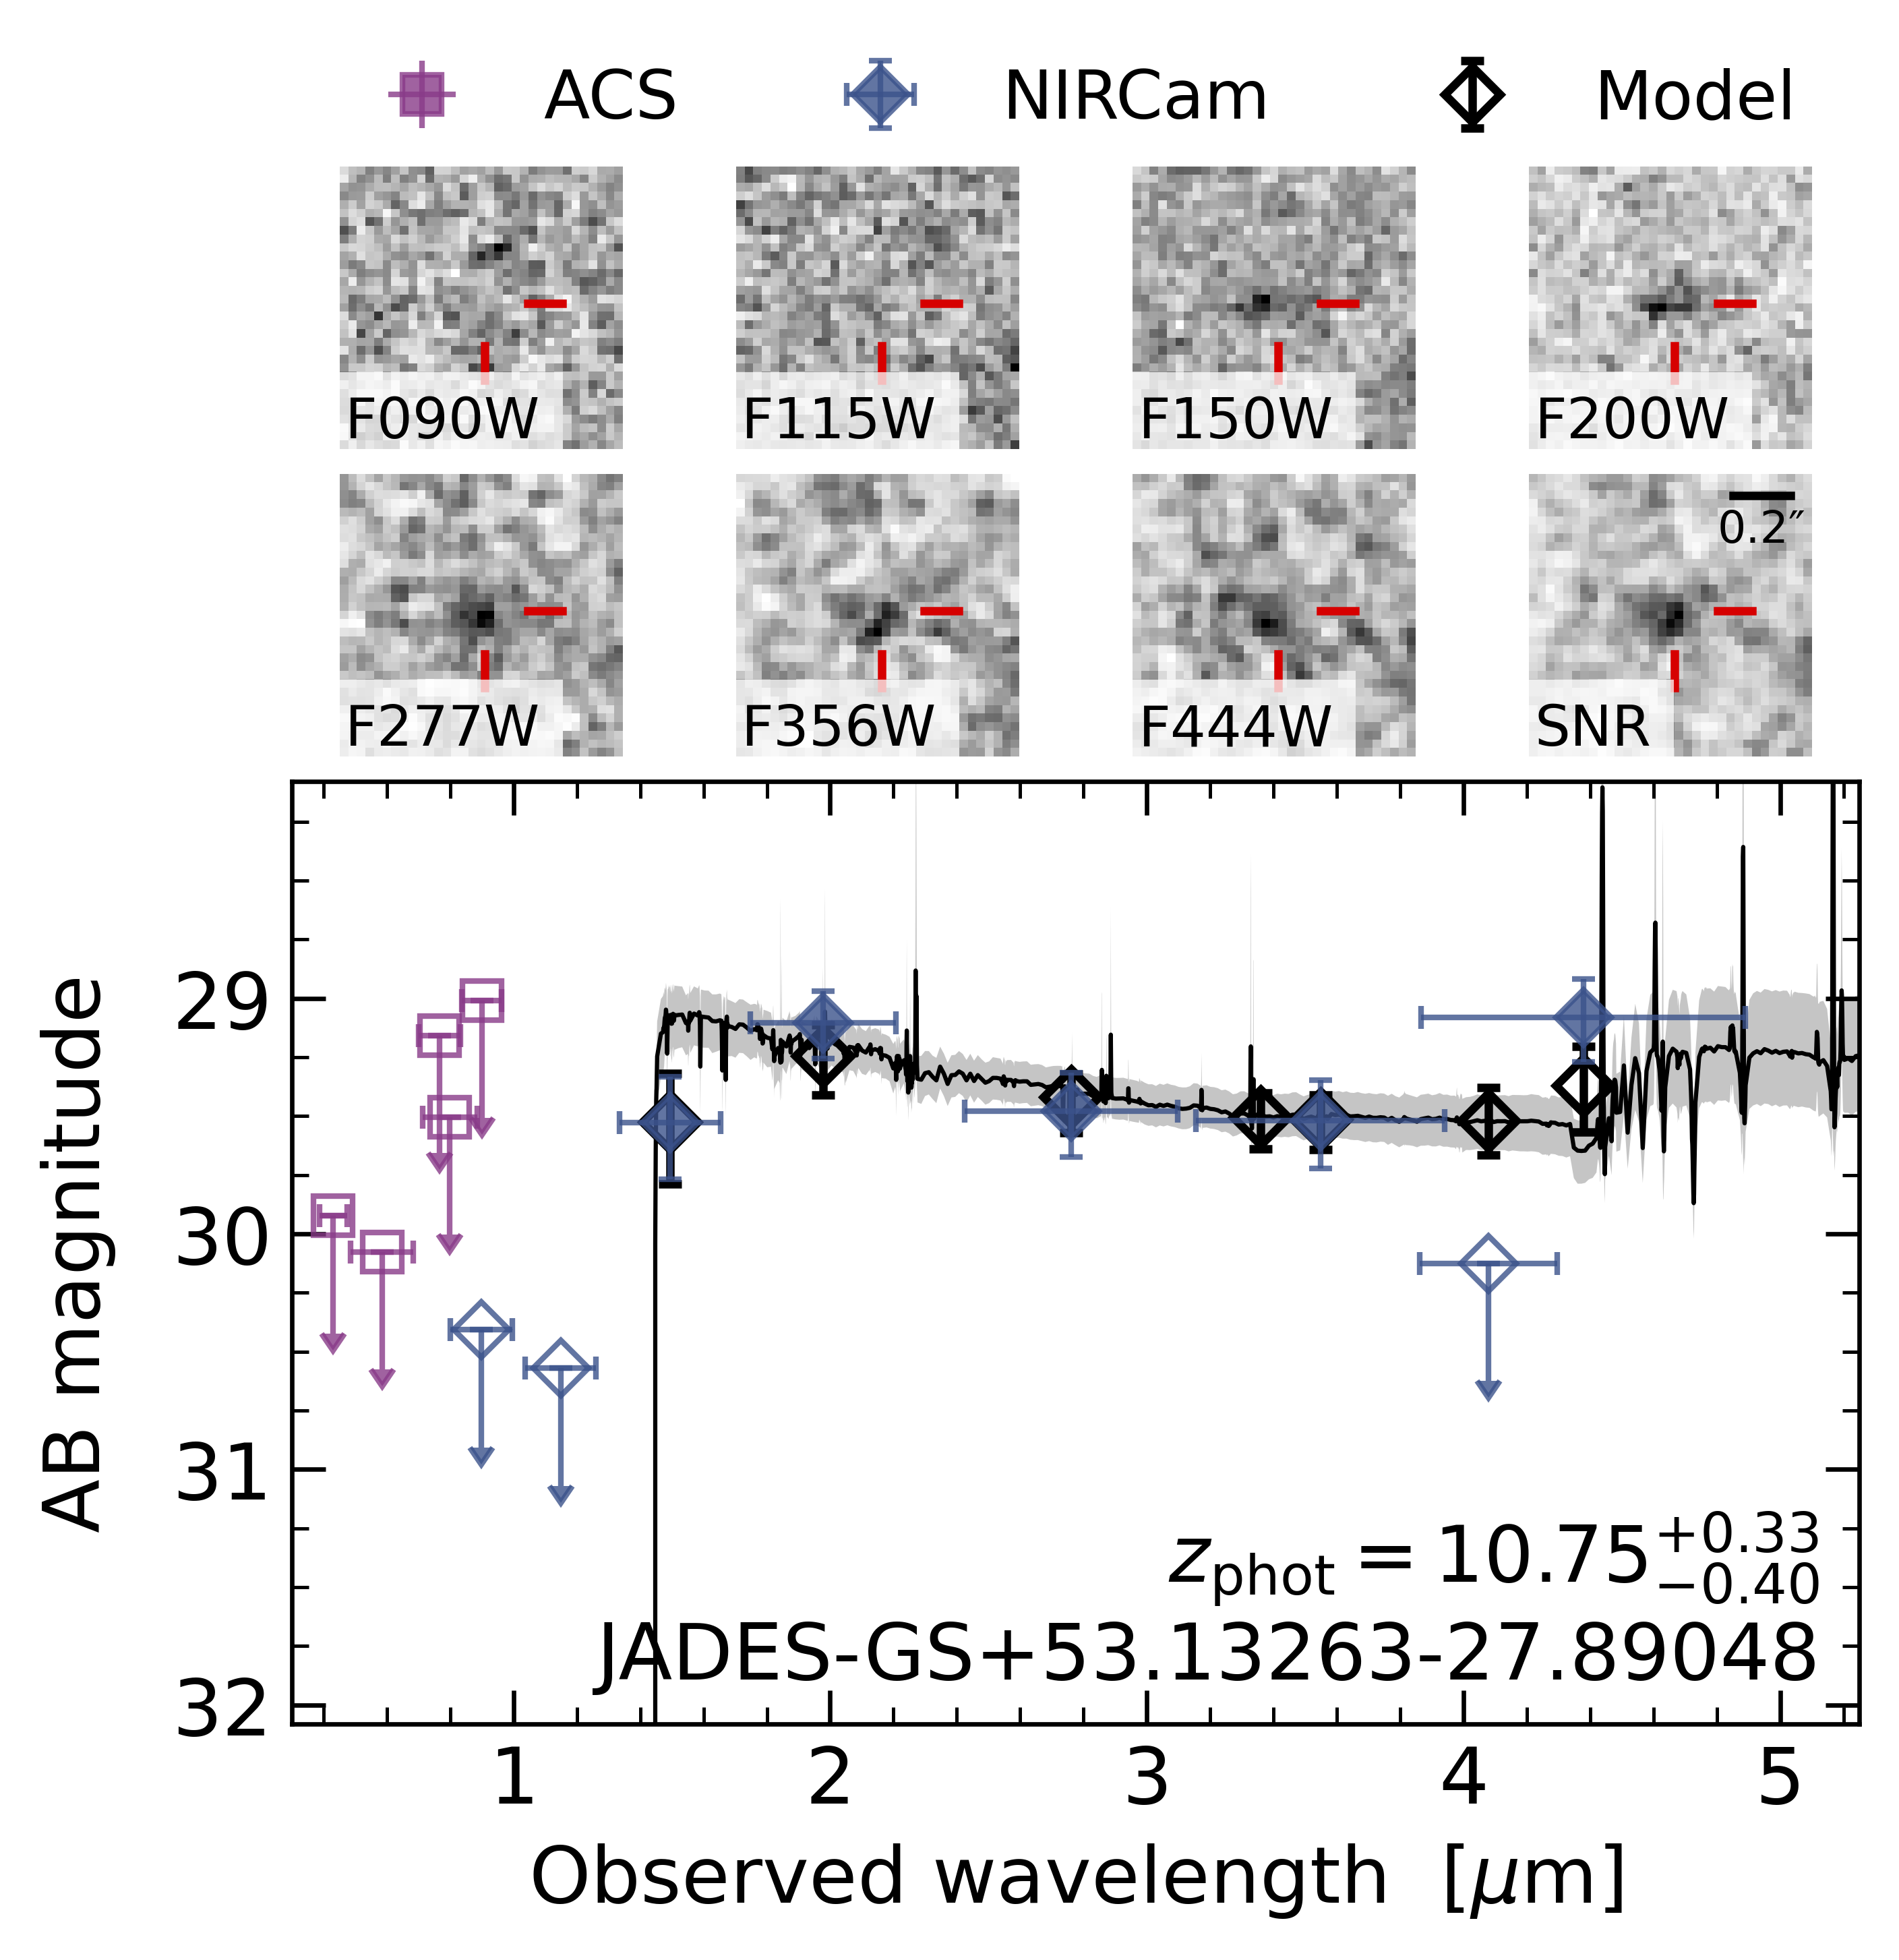 ACS NIRCam Model
F090W F115W F150W F200W
0.2″
F277W F356W F444W SNR
29
30
31
32
AB magnitude
z_phot = 10.75 +0.33 −0.40
JADES-GS+53.13263-27.89048
1 2 3 4 5
Observed wavelength [μm]